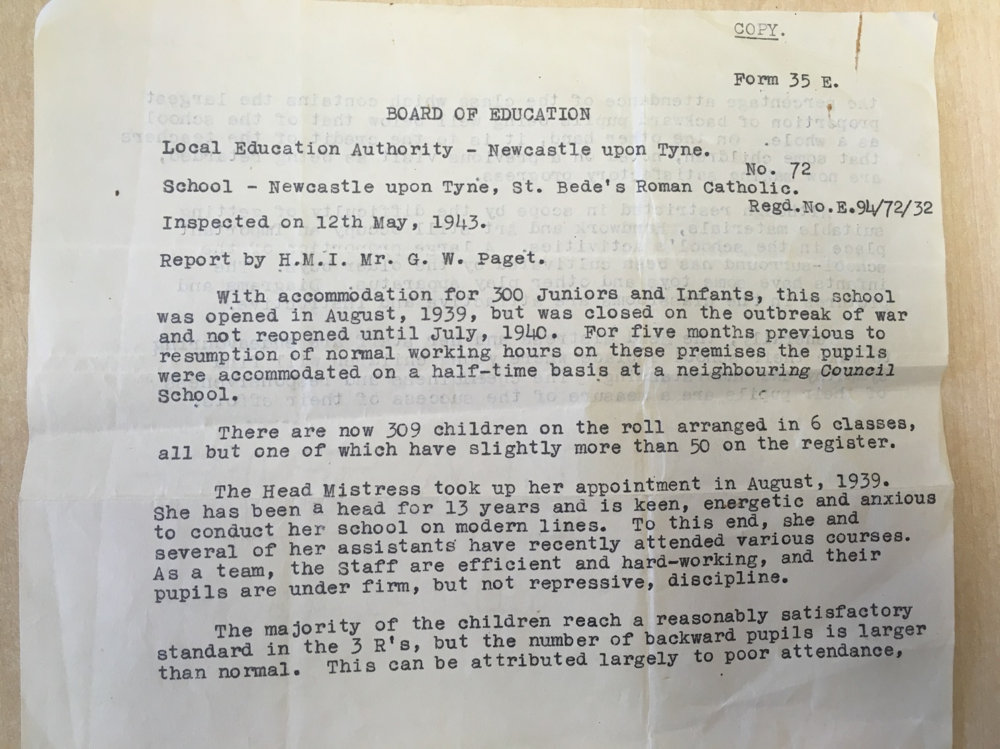 COPY.
Form 35 E.
BOARD OF EDUCATION
Local Education Authority - Newcastle upon Tyne.
No. 72
School - Newcastle upon Tyne, St. Bede's Roman Catholic.
Regd.No.E.94/72/32
Inspected on 12th May, 1943.
Report by H.M.I. Mr. G. W. Paget.
With accommodation for 300 Juniors and Infants, this school
was opened in August, 1939, but was closed on the outbreak of war
and not reopened until July, 1940. For five months previous to
resumption of normal working hours on these premises the pupils
were accommodated on a half-time basis at a neighbouring Council
School.
There are now 309 children on the roll arranged in 6 classes,
all but one of which have slightly more than 50 on the register.
The Head Mistress took up her appointment in August, 1939.
She has been a head for 13 years and is keen, energetic and anxious
to conduct her school on modern lines. To this end, she and
several of her assistants have recently attended various courses.
As a team, the Staff are efficient and hard-working, and their
pupils are under firm, but not repressive, discipline.
The majority of the children reach a reasonably satisfactory
standard in the 3 R's, but the number of backward pupils is larger
than normal. This can be attributed largely to poor attendance,